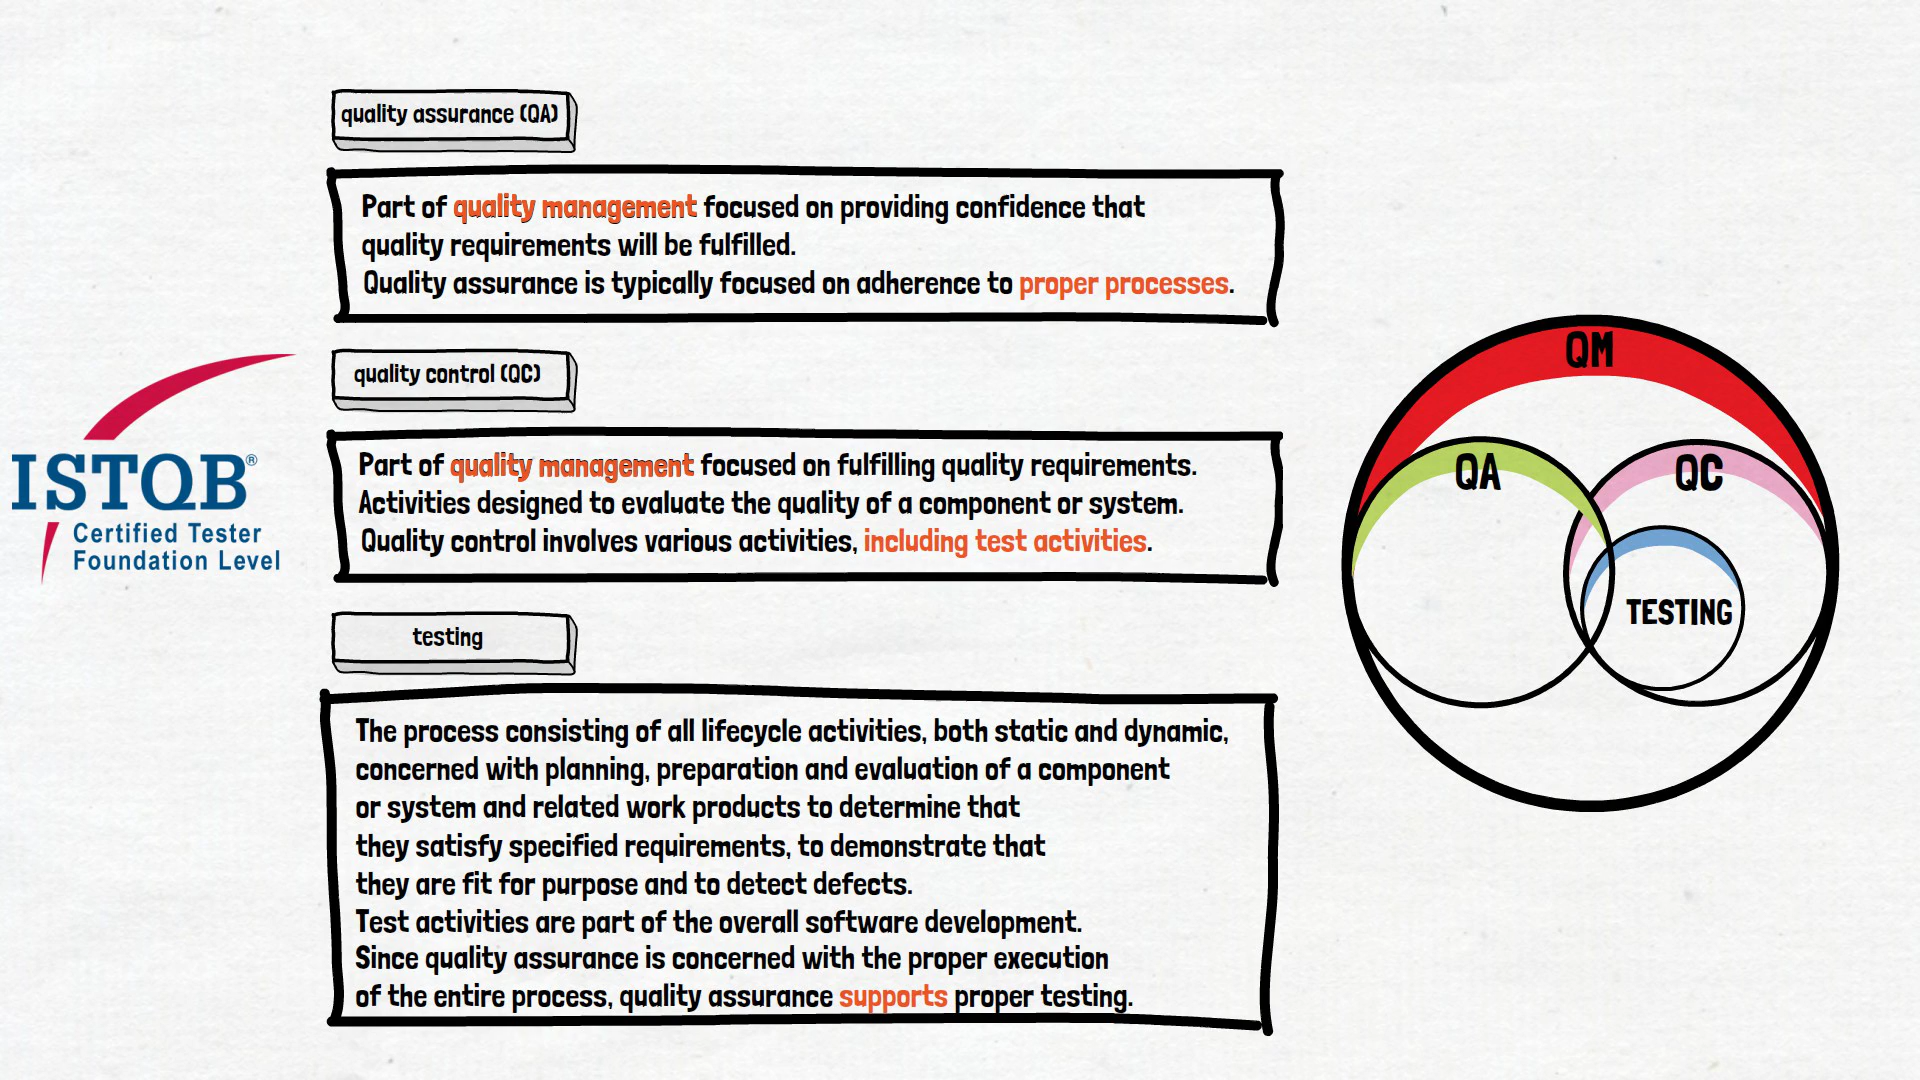 ISTQB®
Certified Tester
Foundation Level
quality assurance (QA)
Part of quality management focused on providing confidence that
quality requirements will be fulfilled.
Quality assurance is typically focused on adherence to proper processes.
quality control (QC)
Part of quality management focused on fulfilling quality requirements.
Activities designed to evaluate the quality of a component or system.
Quality control involves various activities, including test activities.
testing
The process consisting of all lifecycle activities, both static and dynamic,
concerned with planning, preparation and evaluation of a component
or system and related work products to determine that
they satisfy specified requirements, to demonstrate that
they are fit for purpose and to detect defects.
Test activities are part of the overall software development.
Since quality assurance is concerned with the proper execution
of the entire process, quality assurance supports proper testing.
QM
QA
QC
TESTING